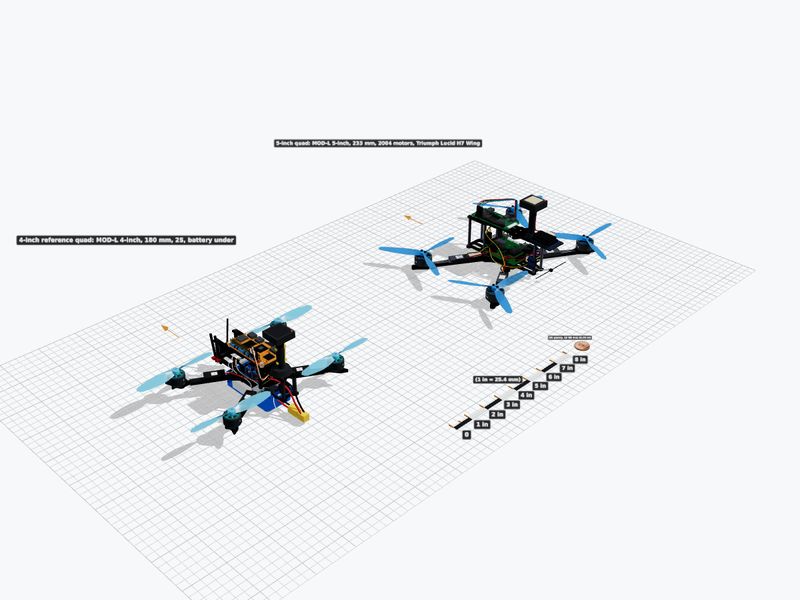 5-inch quad: MOD-L 5-inch, 233 mm, 2004 motors, Triumph Lucid H7 Wing
4-inch reference quad: MOD-L 4-inch, 180 mm, 2S, battery under
8 in
7 in
(1 in = 25.4 mm)
6 in
5 in
4 in
3 in
2 in
1 in
0